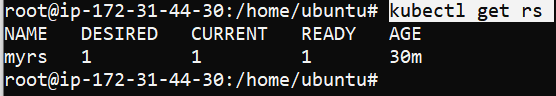 root@ip-172-31-44-30:/home/ubuntu# kubectl get rs
NAME   DESIRED   CURRENT   READY   AGE
myrs   1         1         1       30m
root@ip-172-31-44-30:/home/ubuntu#